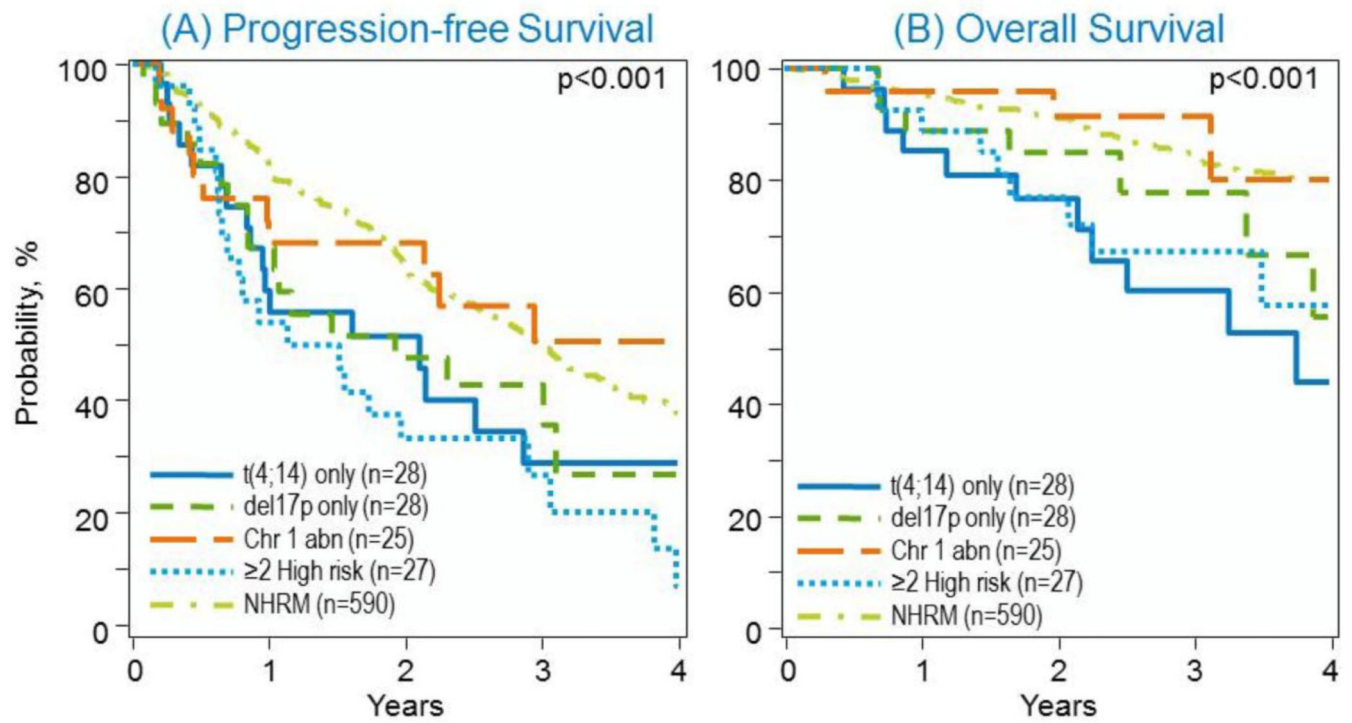 (A) Progression-free Survival
p<0.001
100
80
60
40
20
0
Probability, %
t(4;14) only (n=28)
del17p only (n=28)
Chr 1 abn (n=25)
≥2 High risk (n=27)
NHRM (n=590)
0 1 2 3 4
Years
(B) Overall Survival
p<0.001
100
80
60
40
20
0
t(4;14) only (n=28)
del17p only (n=28)
Chr 1 abn (n=25)
≥2 High risk (n=27)
NHRM (n=590)
0 1 2 3 4
Years